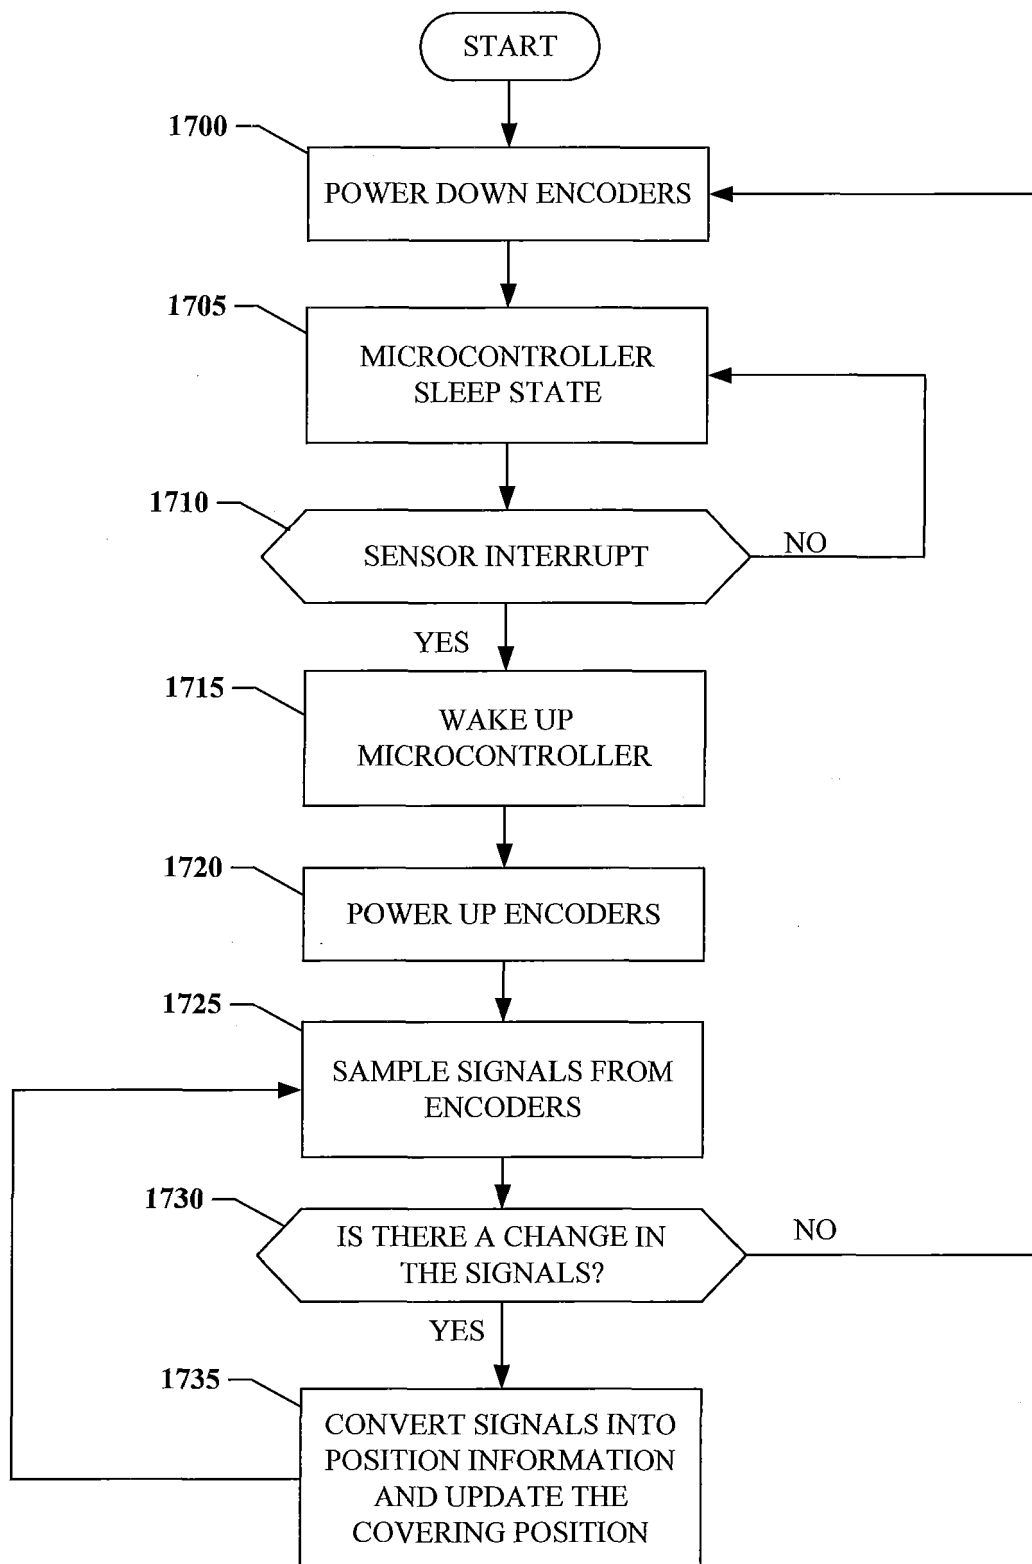 START
1700
POWER DOWN ENCODERS
1705
MICROCONTROLLER
SLEEP STATE
1710
SENSOR INTERRUPT
NO
YES
1715
WAKE UP
MICROCONTROLLER
1720
POWER UP ENCODERS
1725
SAMPLE SIGNALS FROM
ENCODERS
1730
IS THERE A CHANGE IN
THE SIGNALS?
NO
YES
1735
CONVERT SIGNALS INTO
POSITION INFORMATION
AND UPDATE THE
COVERING POSITION